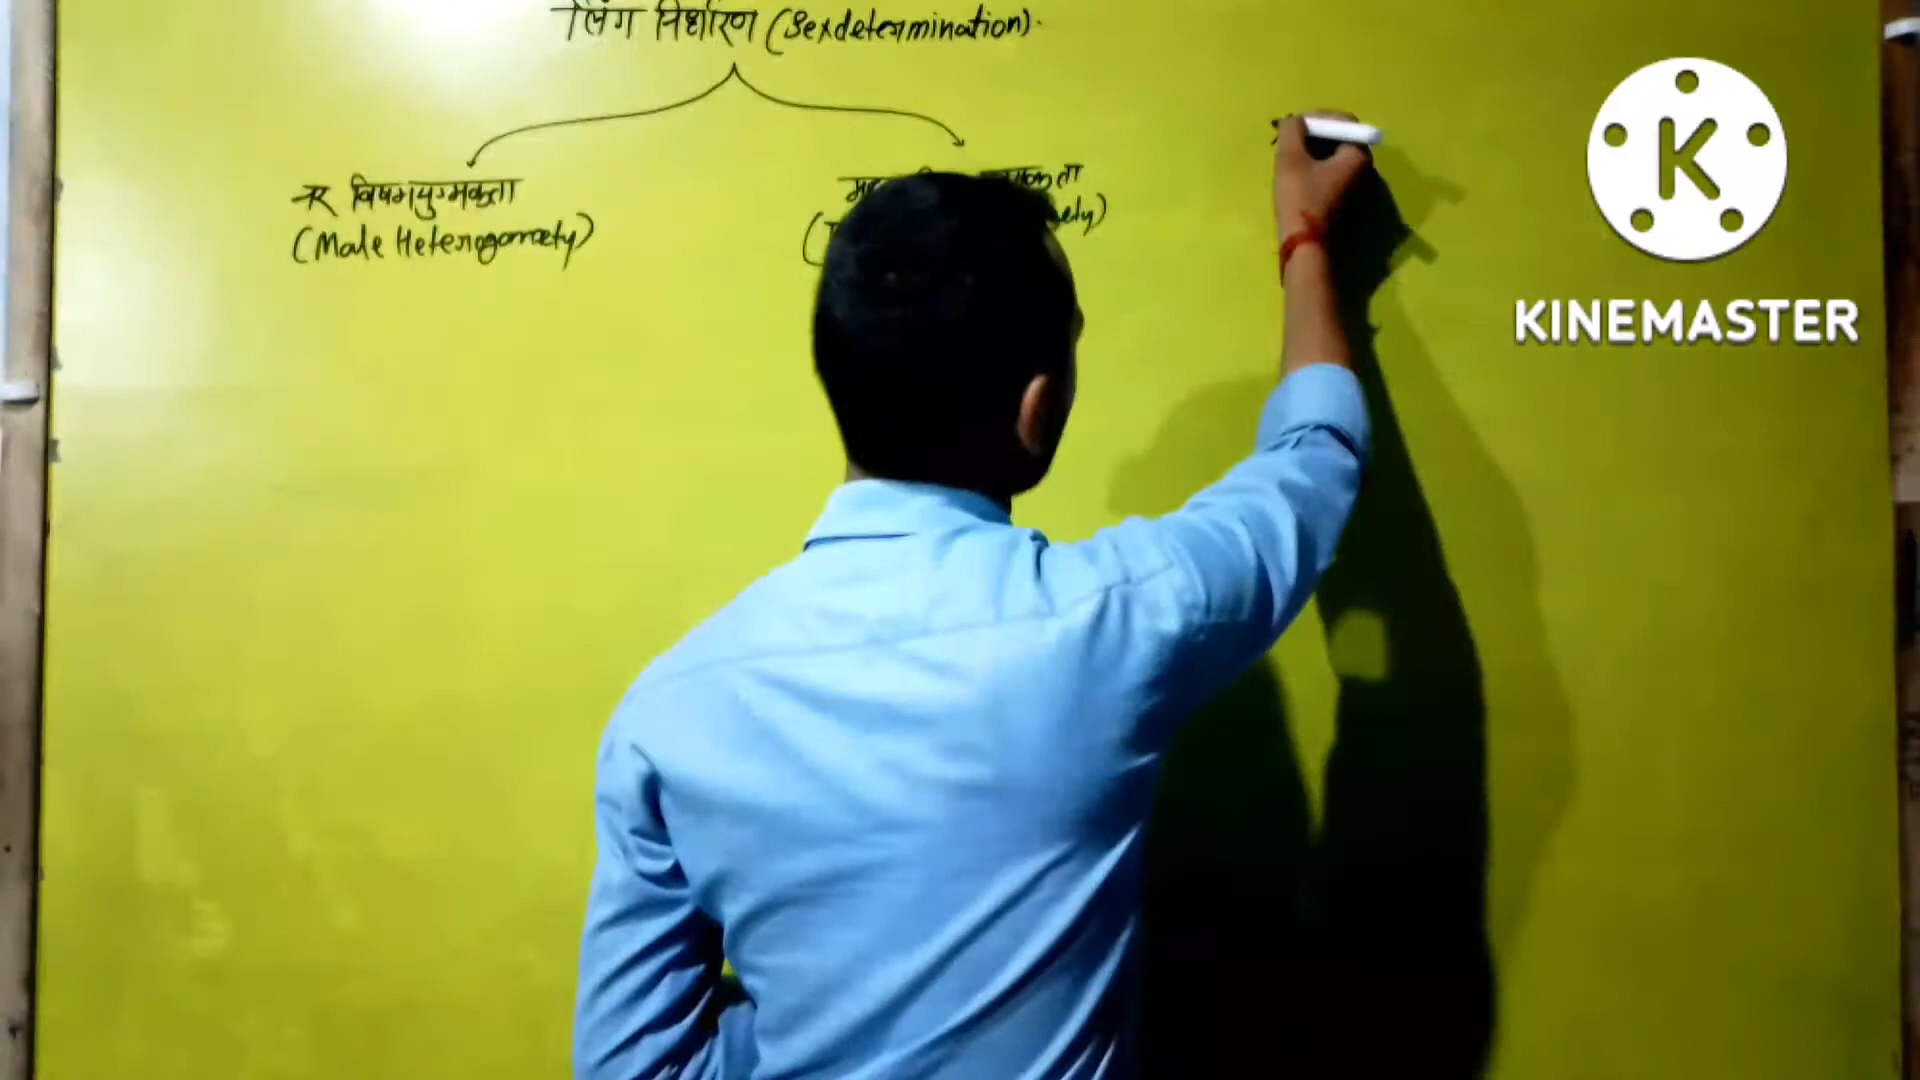 लिंग निर्धारण (Sexdetermination).
नर विषमयुग्मकता
(Male Heterogamety)
KINEMASTER